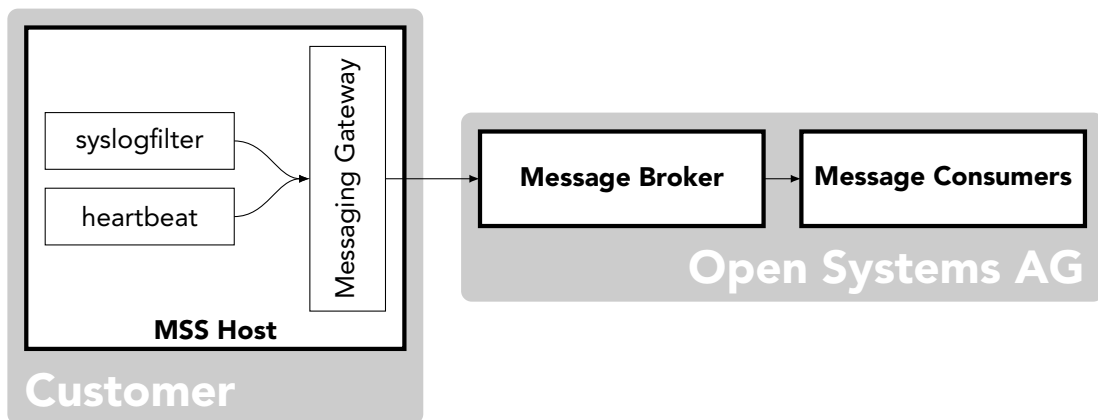 syslogfilter
heartbeat
Messaging Gateway
MSS Host
Customer
Message Broker
Message Consumers
Open Systems AG